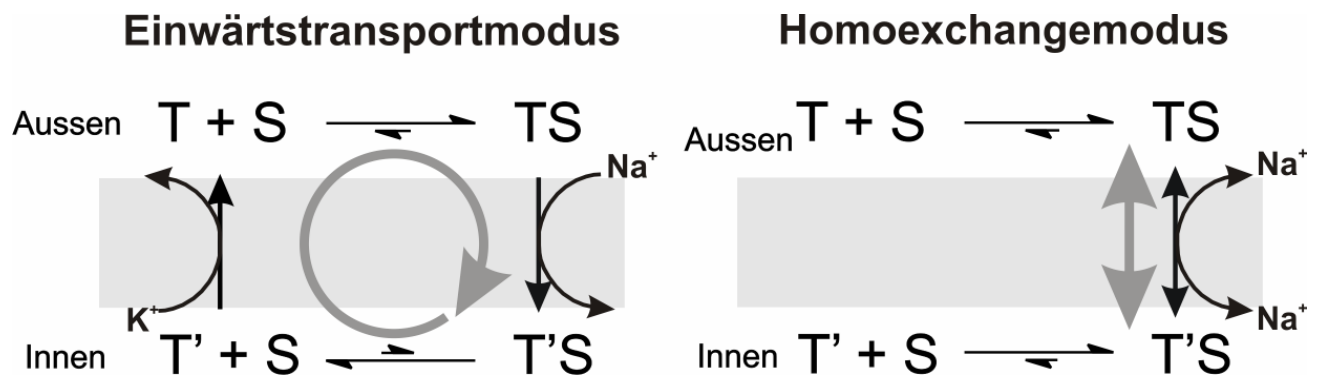 Einwärtstransportmodus
Aussen T + S TS
Na⁺
K⁺
Innen T' + S T'S
Homoexchangemodus
Aussen T + S TS
Na⁺
Na⁺
Innen T' + S T'S